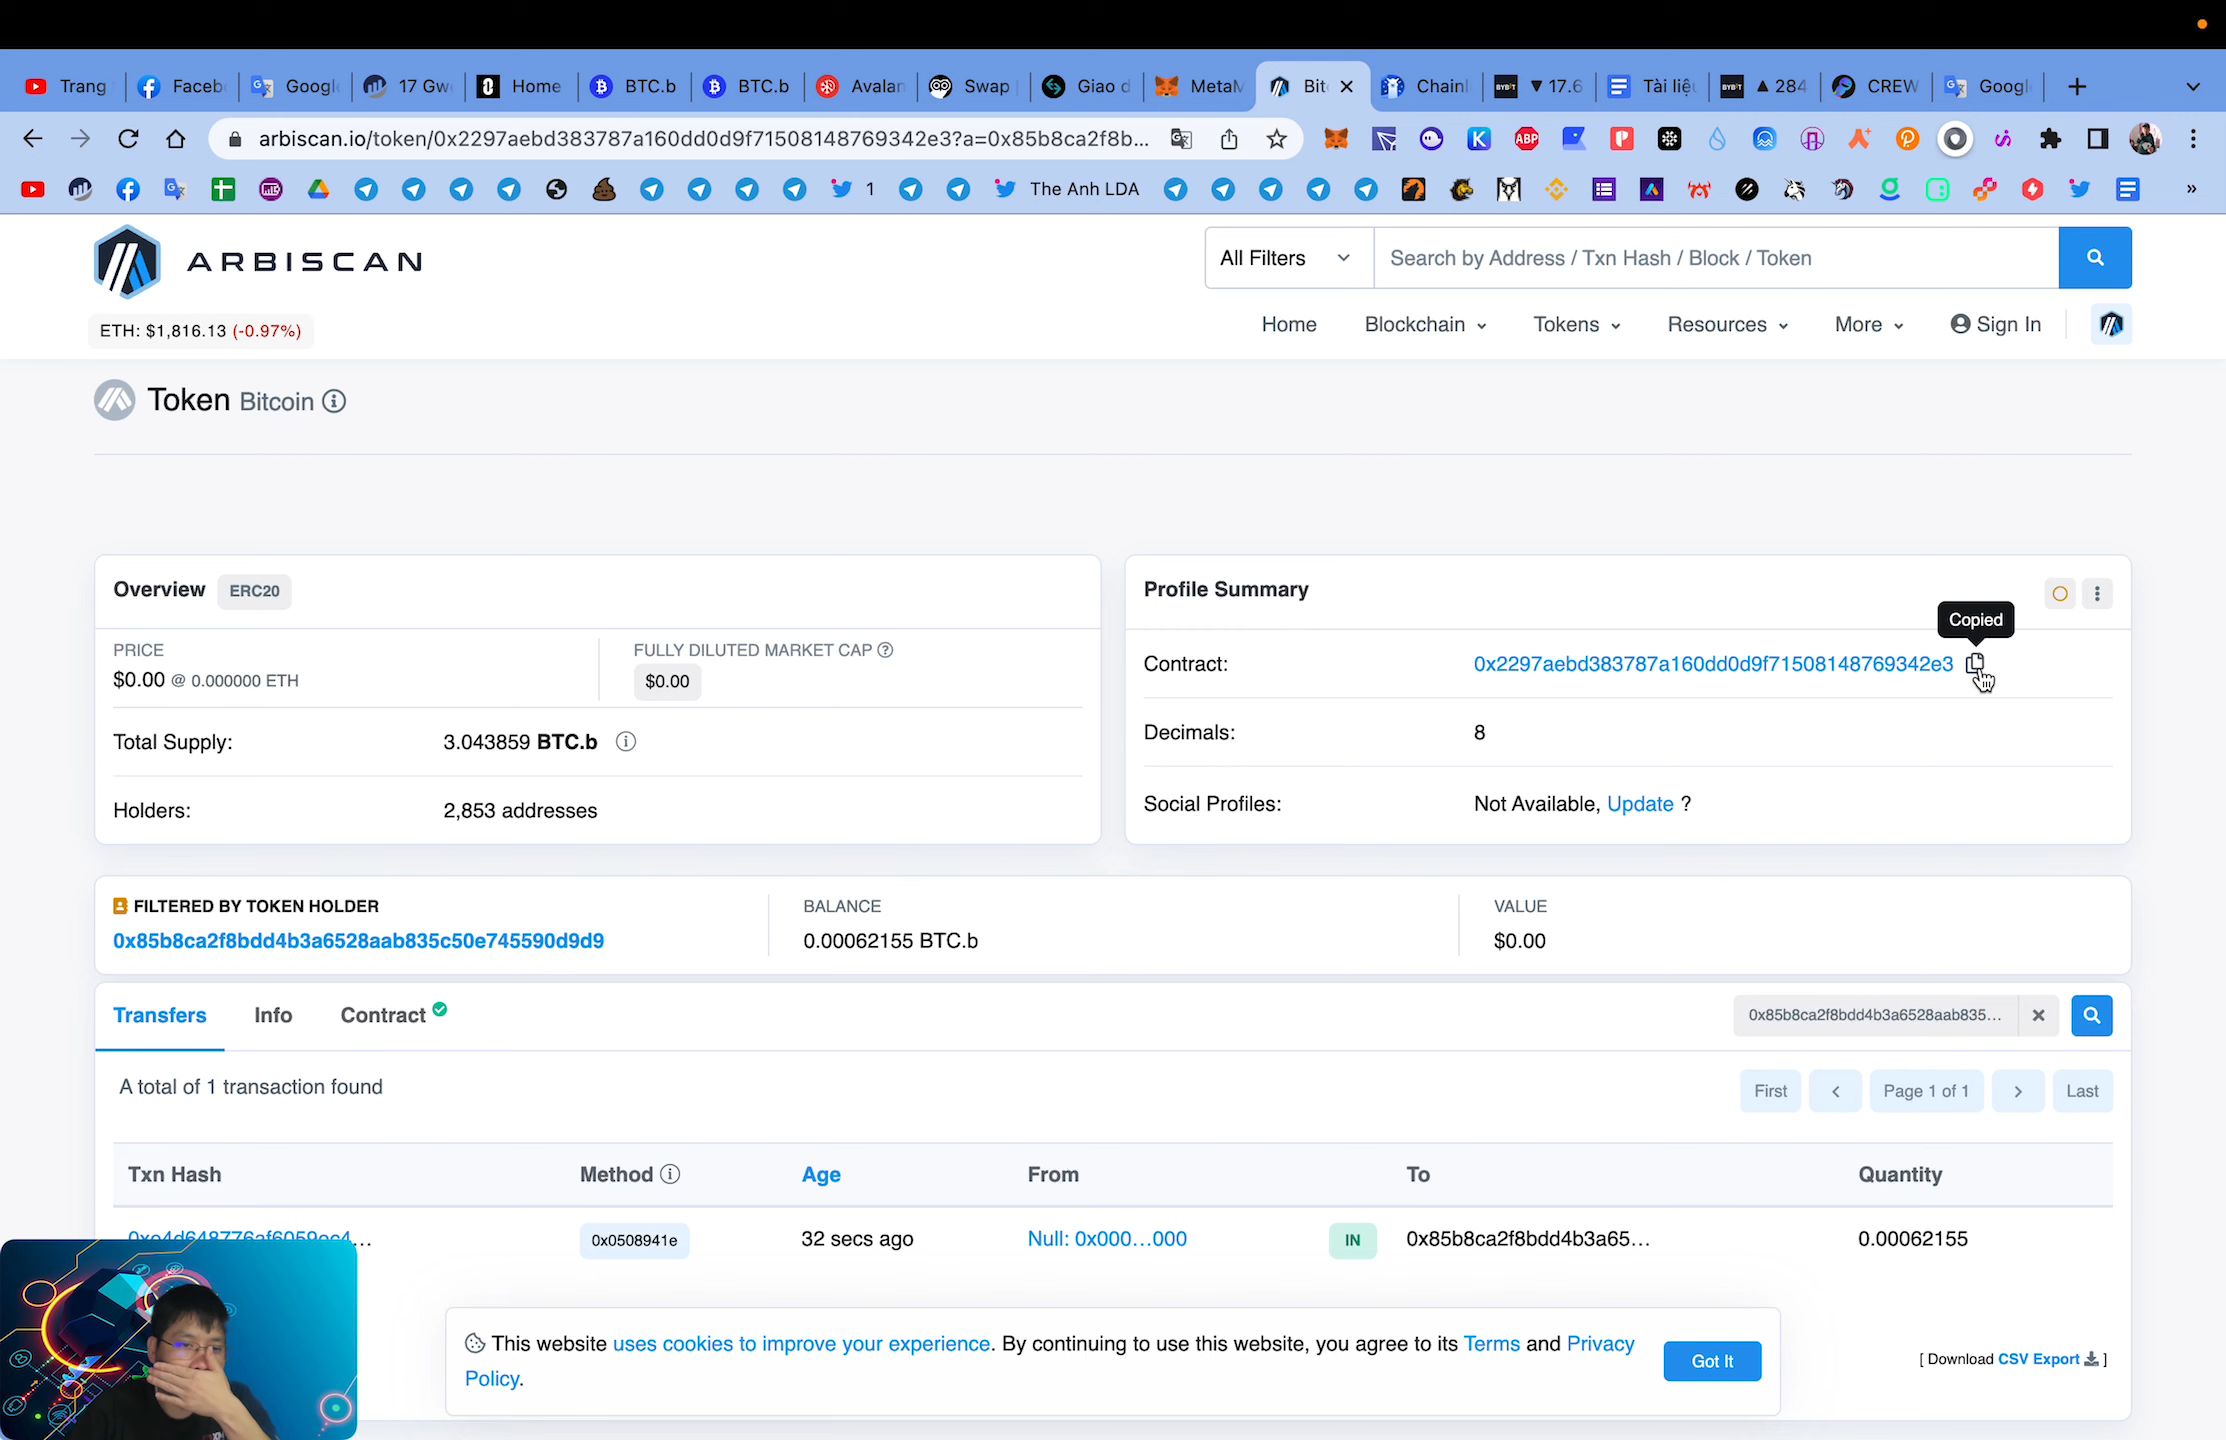 Trang
Faceb
Google
17 Gw
Home
BTC.b
BTC.b
Avalan
Swap
Giao d
MetaM
Bit
Chainl
BYBIT ▼ 17.6
Tài liệu
BYBIT ▲ 284
CREW
Google
arbiscan.io/token/0x2297aebd383787a160dd0d9f71508148769342e3?a=0x85b8ca2f8b...
ABP
1
The Anh LDA
»
ARBISCAN
All Filters
Search by Address / Txn Hash / Block / Token
ETH: $1,816.13 (-0.97%)
Home
Blockchain
Tokens
Resources
More
Sign In
Token Bitcoin
Overview ERC20
PRICE
$0.00 @ 0.000000 ETH
FULLY DILUTED MARKET CAP
$0.00
Total Supply: 3.043859 BTC.b
Holders: 2,853 addresses
Profile Summary
Copied
Contract: 0x2297aebd383787a160dd0d9f71508148769342e3
Decimals: 8
Social Profiles: Not Available, Update ?
FILTERED BY TOKEN HOLDER
0x85b8ca2f8bdd4b3a6528aab835c50e745590d9d9
BALANCE
0.00062155 BTC.b
VALUE
$0.00
Transfers
Info
Contract
0x85b8ca2f8bdd4b3a6528aab835...
A total of 1 transaction found
First
Page 1 of 1
Last
Txn Hash Method Age From To Quantity
0x0508941e 32 secs ago Null: 0x000...000 IN 0x85b8ca2f8bdd4b3a65... 0.00062155
This website uses cookies to improve your experience. By continuing to use this website, you agree to its Terms and Privacy
Policy.
Got It
[ Download CSV Export ]